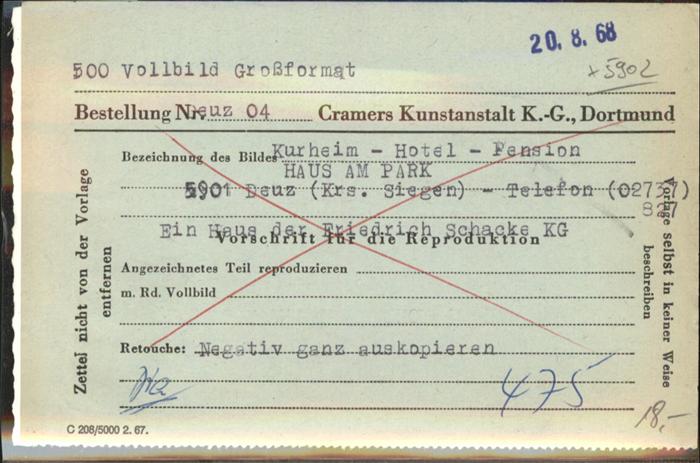 20. 8. 68
500 Vollbild Großformat
+5902
Bestellung Nr. Deuz 04 Cramers Kunstanstalt K.-G., Dortmund
Bezeichnung des Bildes Kurheim - Hotel - Pension
HAUS AM PARK
5901 Deuz (Krs. Siegen) - Telefon (02737)
837
Ein Haus der Friedrich Schacke KG
Vorschrift für die Reproduktion
Angezeichnetes Teil reproduzieren
m. Rd. Vollbild
Retouche: Negativ ganz auskopieren
Dia
475
18,-
C 208/5000 2. 67.
Zettel nicht von der Vorlage
entfernen
Vorlage selbst in keiner Weise
beschreiben